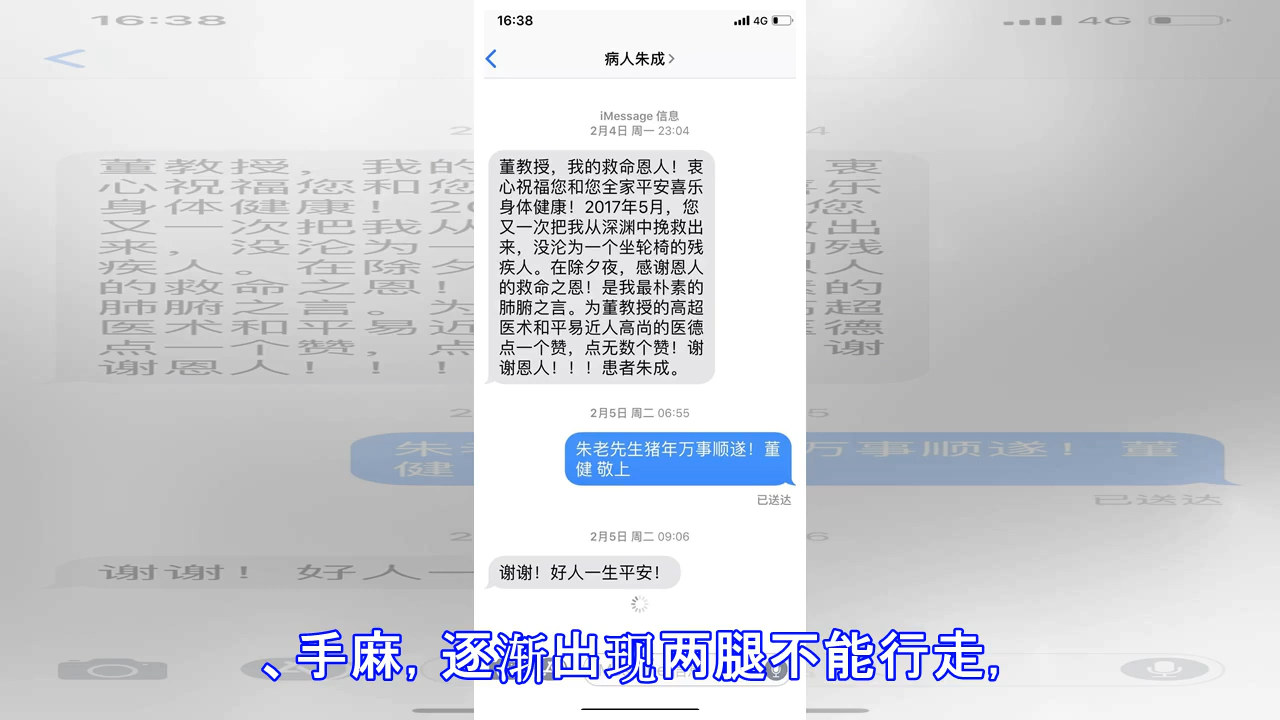 16:38
4G
病人朱成
iMessage 信息
2月4日 周一 23:04
董教授，我的救命恩人！衷
心祝福您和您全家平安喜乐
身体健康！2017年5月，您
又一次把我从深渊中挽救出
来，没沦为一个坐轮椅的残
疾人。在除夕夜，感谢恩人
的救命之恩！是我最朴素的
肺腑之言。为董教授的高超
医术和平易近人高尚的医德
点一个赞，点无数个赞！谢
谢恩人！！！患者朱成。
2月5日 周二 06:55
朱老先生猪年万事顺遂！董
健 敬上
已送达
2月5日 周二 09:06
谢谢！好人一生平安！
、手麻，逐渐出现两腿不能行走，